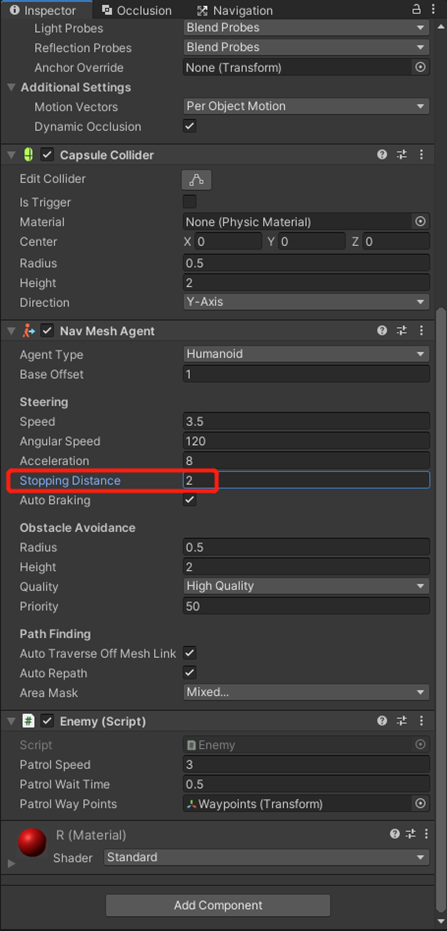 Inspector Occlusion Navigation
Light Probes Blend Probes
Reflection Probes Blend Probes
Anchor Override None (Transform)
Additional Settings
Motion Vectors Per Object Motion
Dynamic Occlusion
Capsule Collider
Edit Collider
Is Trigger
Material None (Physic Material)
Center X 0 Y 0 Z 0
Radius 0.5
Height 2
Direction Y-Axis
Nav Mesh Agent
Agent Type Humanoid
Base Offset 1
Steering
Speed 3.5
Angular Speed 120
Acceleration 8
Stopping Distance 2
Auto Braking
Obstacle Avoidance
Radius 0.5
Height 2
Quality High Quality
Priority 50
Path Finding
Auto Traverse Off Mesh Link
Auto Repath
Area Mask Mixed...
Enemy (Script)
Script Enemy
Patrol Speed 3
Patrol Wait Time 0.5
Patrol Way Points Waypoints (Transform)
R (Material)
Shader Standard
Add Component